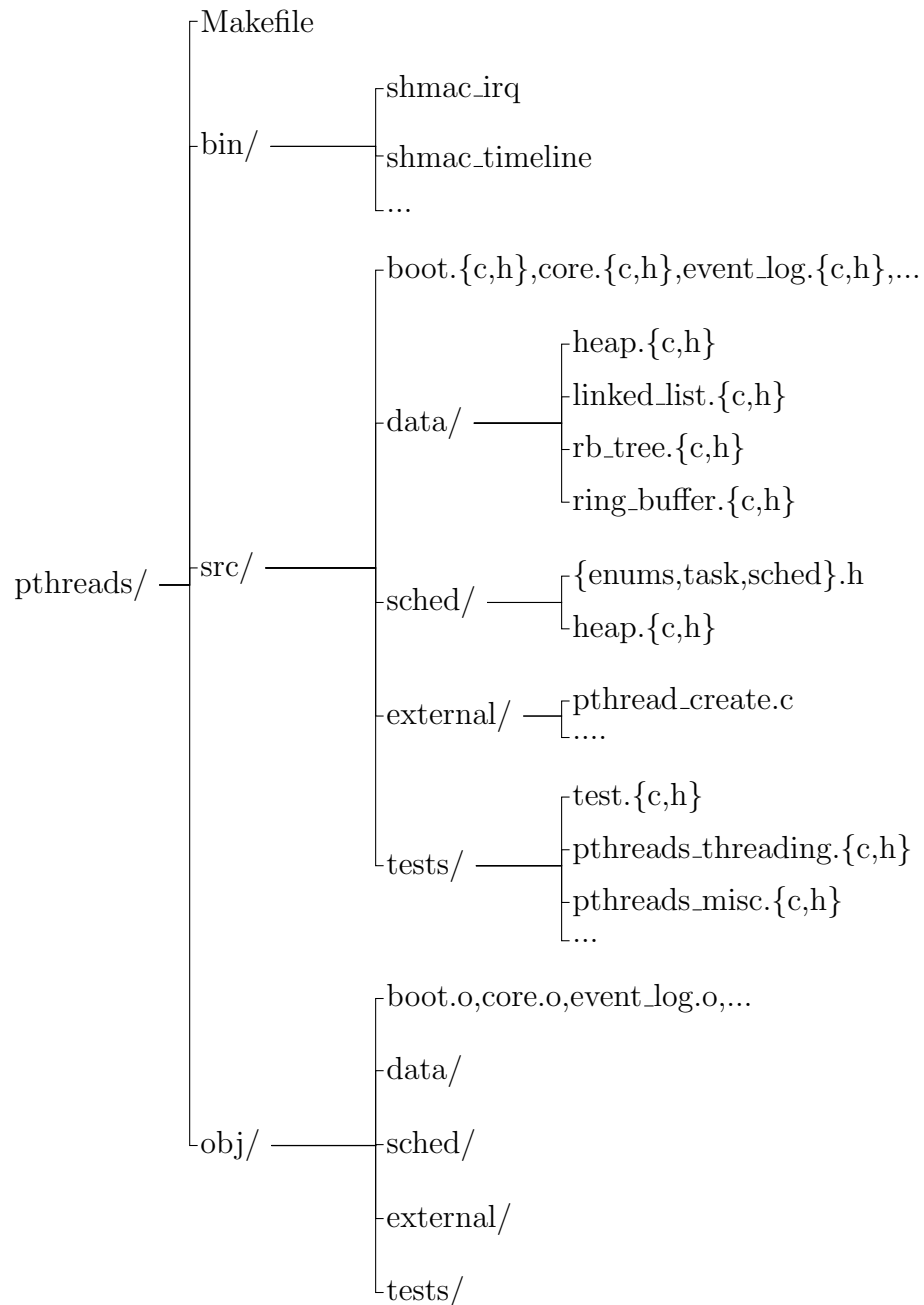 Makefile
shmac_irq
bin/
shmac_timeline
...
boot.{c,h},core.{c,h},event_log.{c,h},...
heap.{c,h}
linked_list.{c,h}
data/
rb_tree.{c,h}
ring_buffer.{c,h}
src/
{enums,task,sched}.h
pthreads/
sched/
heap.{c,h}
pthread_create.c
external/
....
test.{c,h}
pthreads_threading.{c,h}
tests/
pthreads_misc.{c,h}
...
boot.o,core.o,event_log.o,...
data/
obj/
sched/
external/
tests/